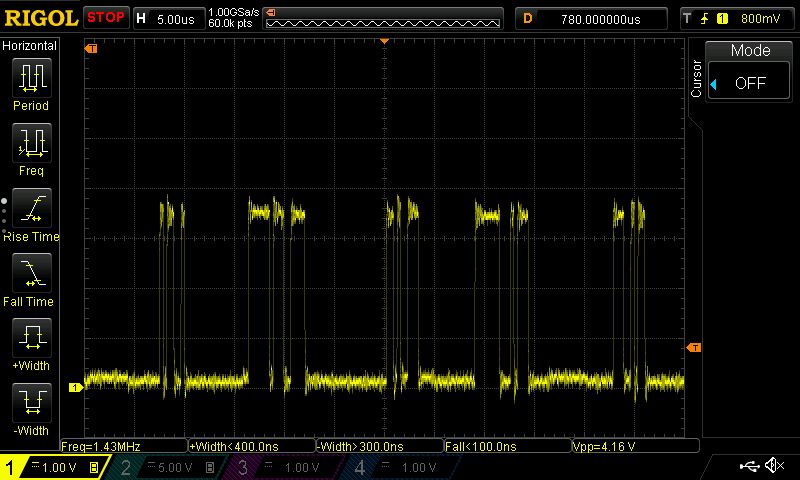 RIGOL STOP H 5.00us 1.00GSa/s 60.0k pts D 780.000000us T 1 800mV
Horizontal
Mode
OFF
Cursor
Period
Freq
Rise Time
Fall Time
+Width
-Width
T
T
1
Freq=1.43MHz +Width<400.0ns -Width>300.0ns Fall<100.0ns Vpp=4.16 V
1 1.00 V B 2 5.00 V B 3 1.00 V 4 1.00 V